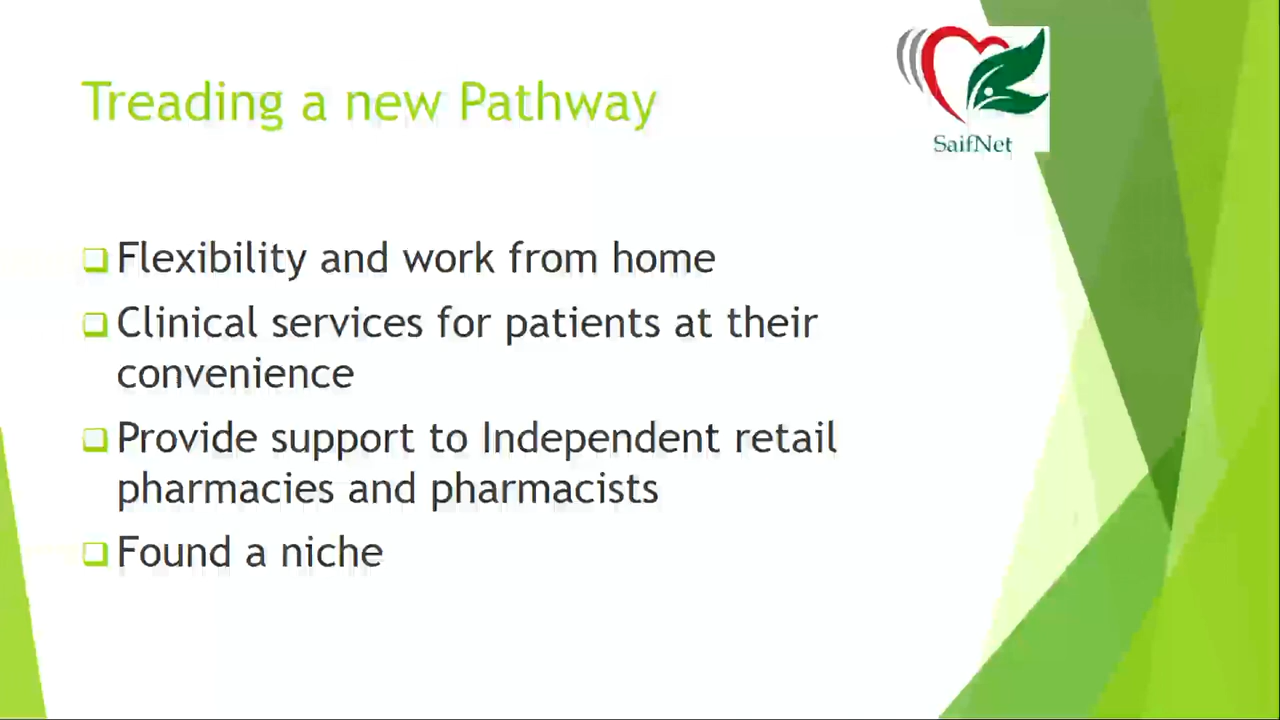 Treading a new Pathway
SaifNet
Flexibility and work from home
Clinical services for patients at their
convenience
Provide support to Independent retail
pharmacies and pharmacists
Found a niche